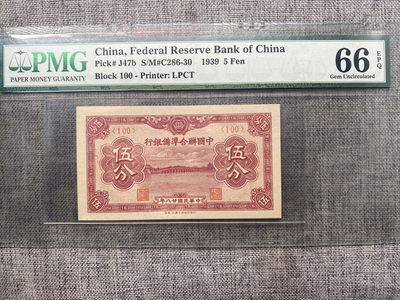 PMG
PAPER MONEY GUARANTY
China, Federal Reserve Bank of China
Pick# J47b S/M#C286-30 1939 5 Fen
Block 100 - Printer: LPCT
66 EPQ
Gem Uncirculated
〈100〉 〈100〉
中國聯合準備銀行
伍分 伍分
伍 伍
中華民國廿八年